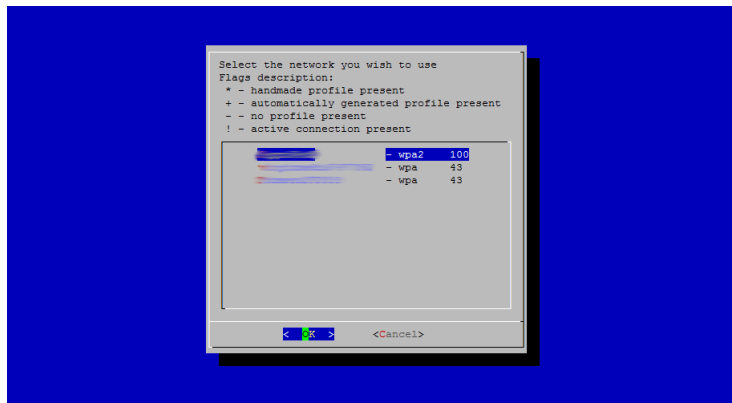 Select the network you wish to use
Flags description:
* - handmade profile present
+ - automatically generated profile present
- - no profile present
! - active connection present
- wpa2 100
- wpa 43
- wpa 43
< OK > <Cancel>